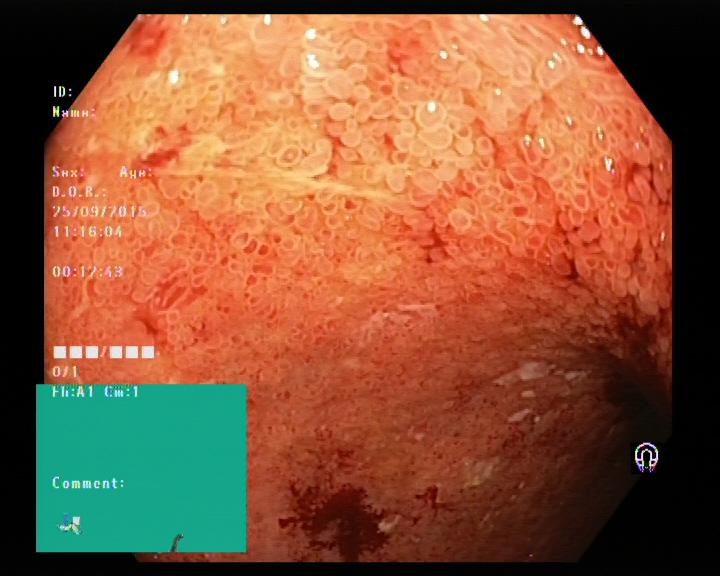 ID:
Name:
Sex: Age:
D.O.B.:
25/09/2015
11:16:04
00:12:43
■■■/■■■
0/1
Eh:A1 Cm:1
Comment: